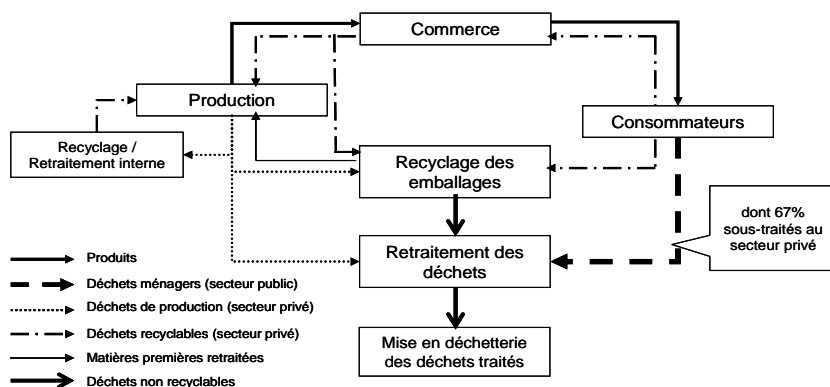 Commerce
Production
Consommateurs
Recyclage /
Retraitement interne
Recyclage des
emballages
dont 67%
sous-traités au
secteur privé
Retraitement des
déchets
Mise en déchetterie
des déchets traités
Produits
Déchets ménagers (secteur public)
Déchets de production (secteur privé)
Déchets recyclables (secteur privé)
Matières premières retraitées
Déchets non recyclables